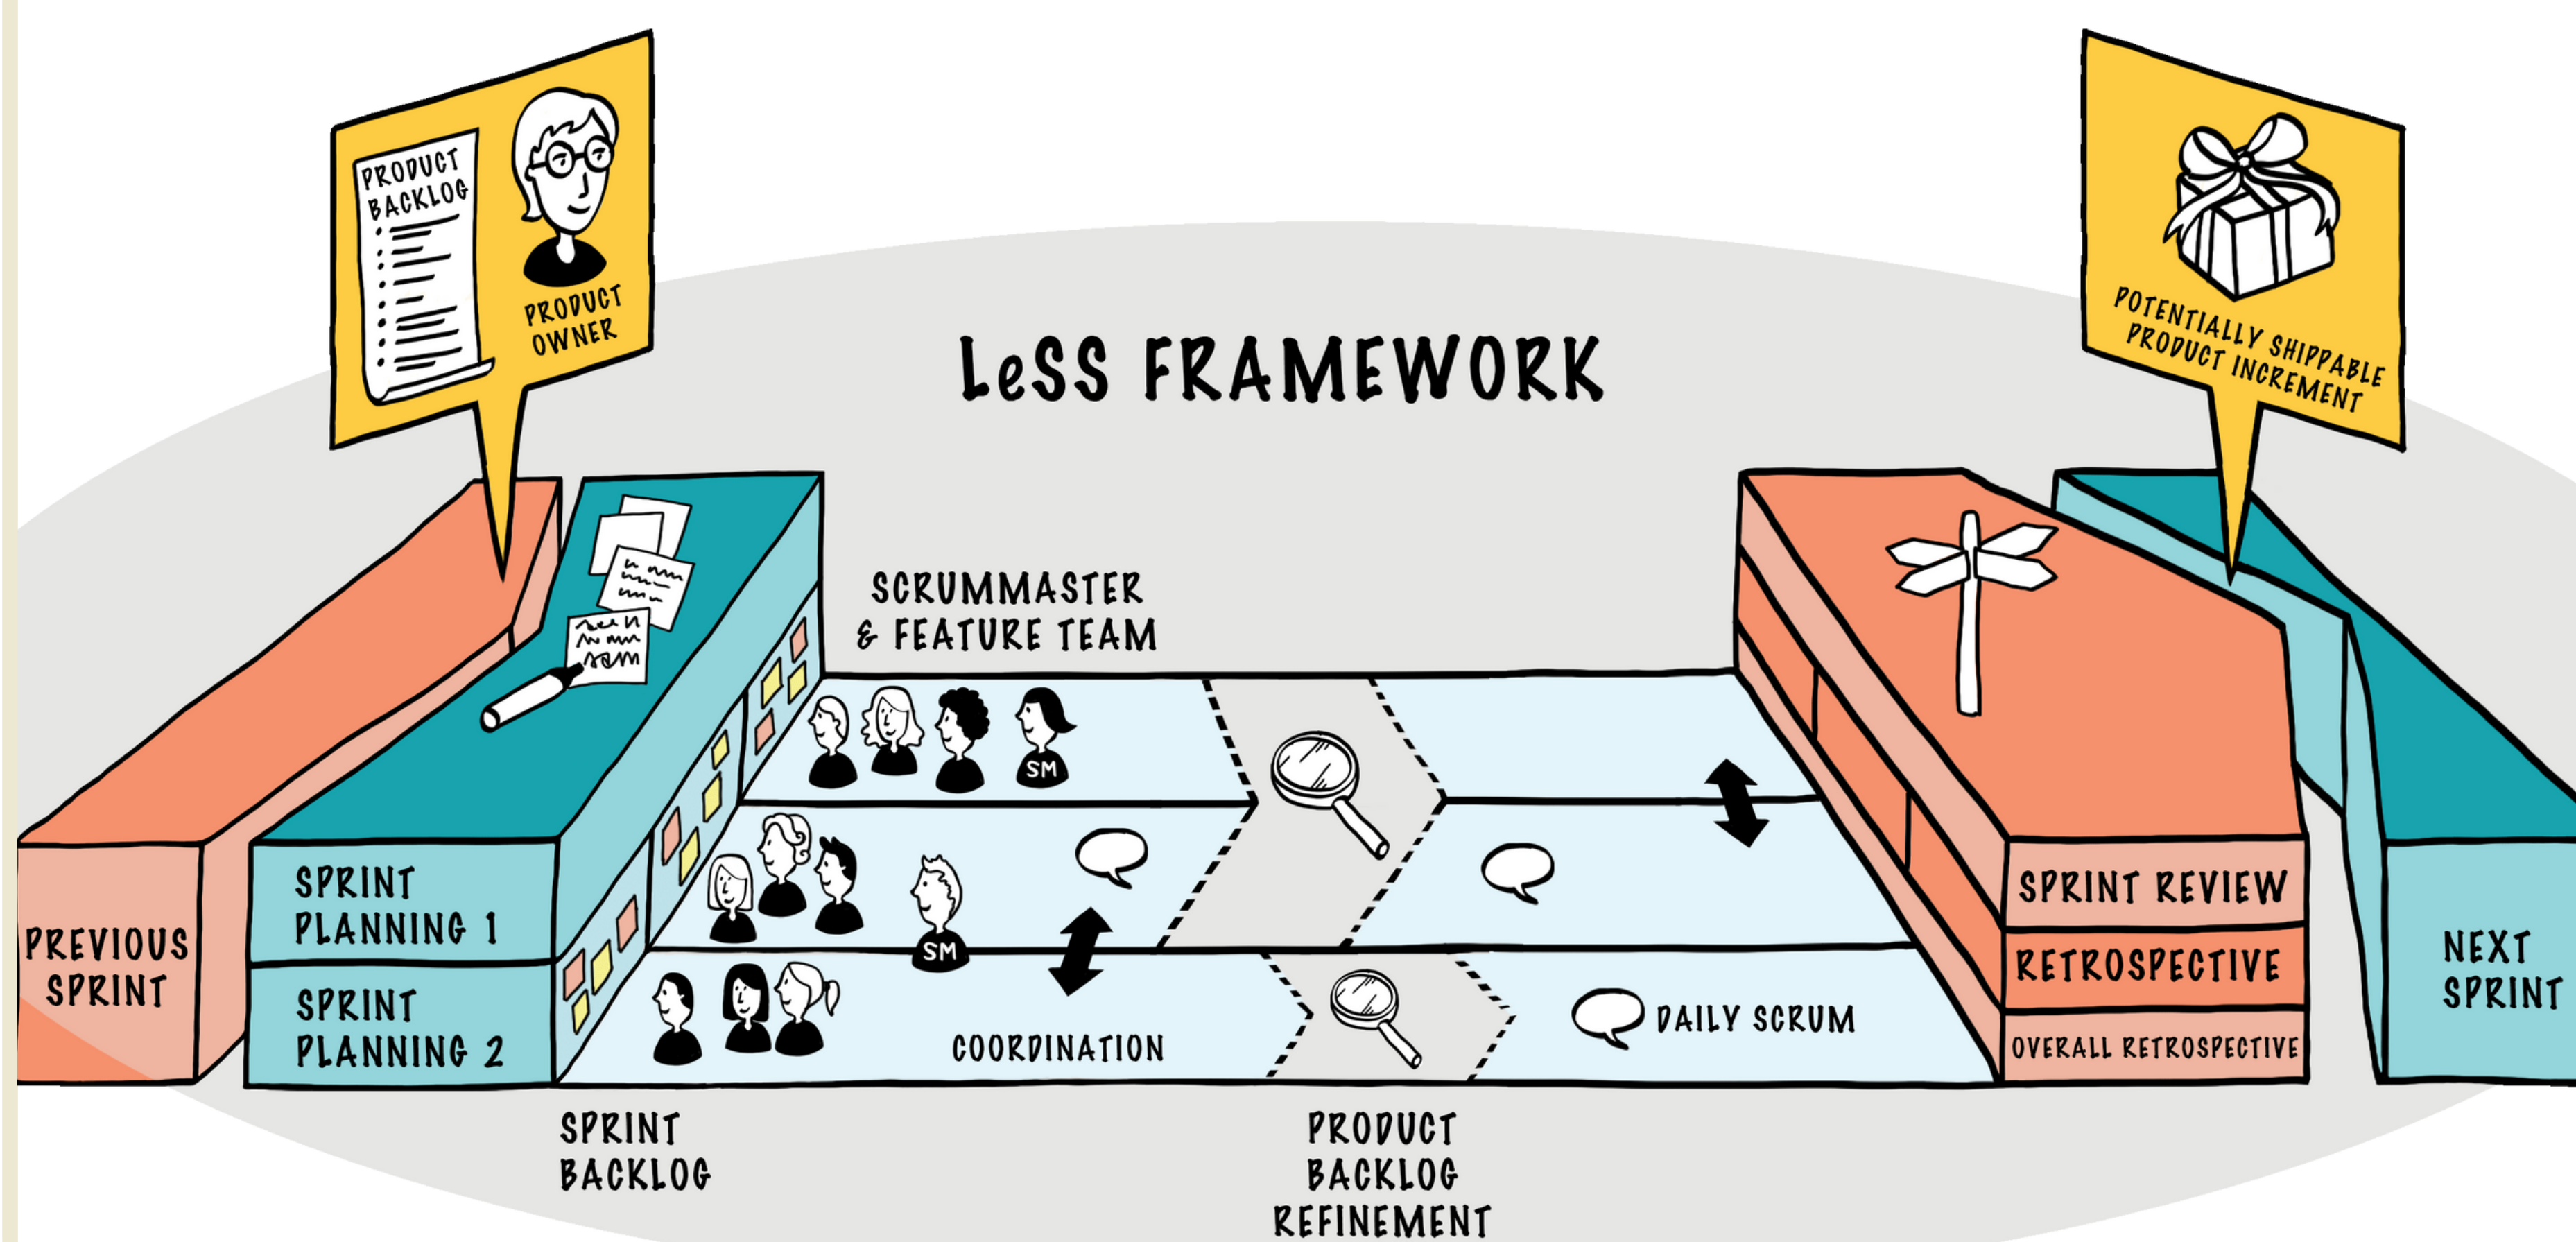 PRODUCT
BACKLOG
PRODUCT
OWNER
POTENTIALLY SHIPPABLE
PRODUCT INCREMENT
LeSS FRAMEWORK
SCRUMMASTER
& FEATURE TEAM
SM
SM
PREVIOUS
SPRINT
SPRINT
PLANNING 1
SPRINT
PLANNING 2
COORDINATION
DAILY SCRUM
SPRINT REVIEW
RETROSPECTIVE
OVERALL RETROSPECTIVE
NEXT
SPRINT
SPRINT
BACKLOG
PRODUCT
BACKLOG
REFINEMENT